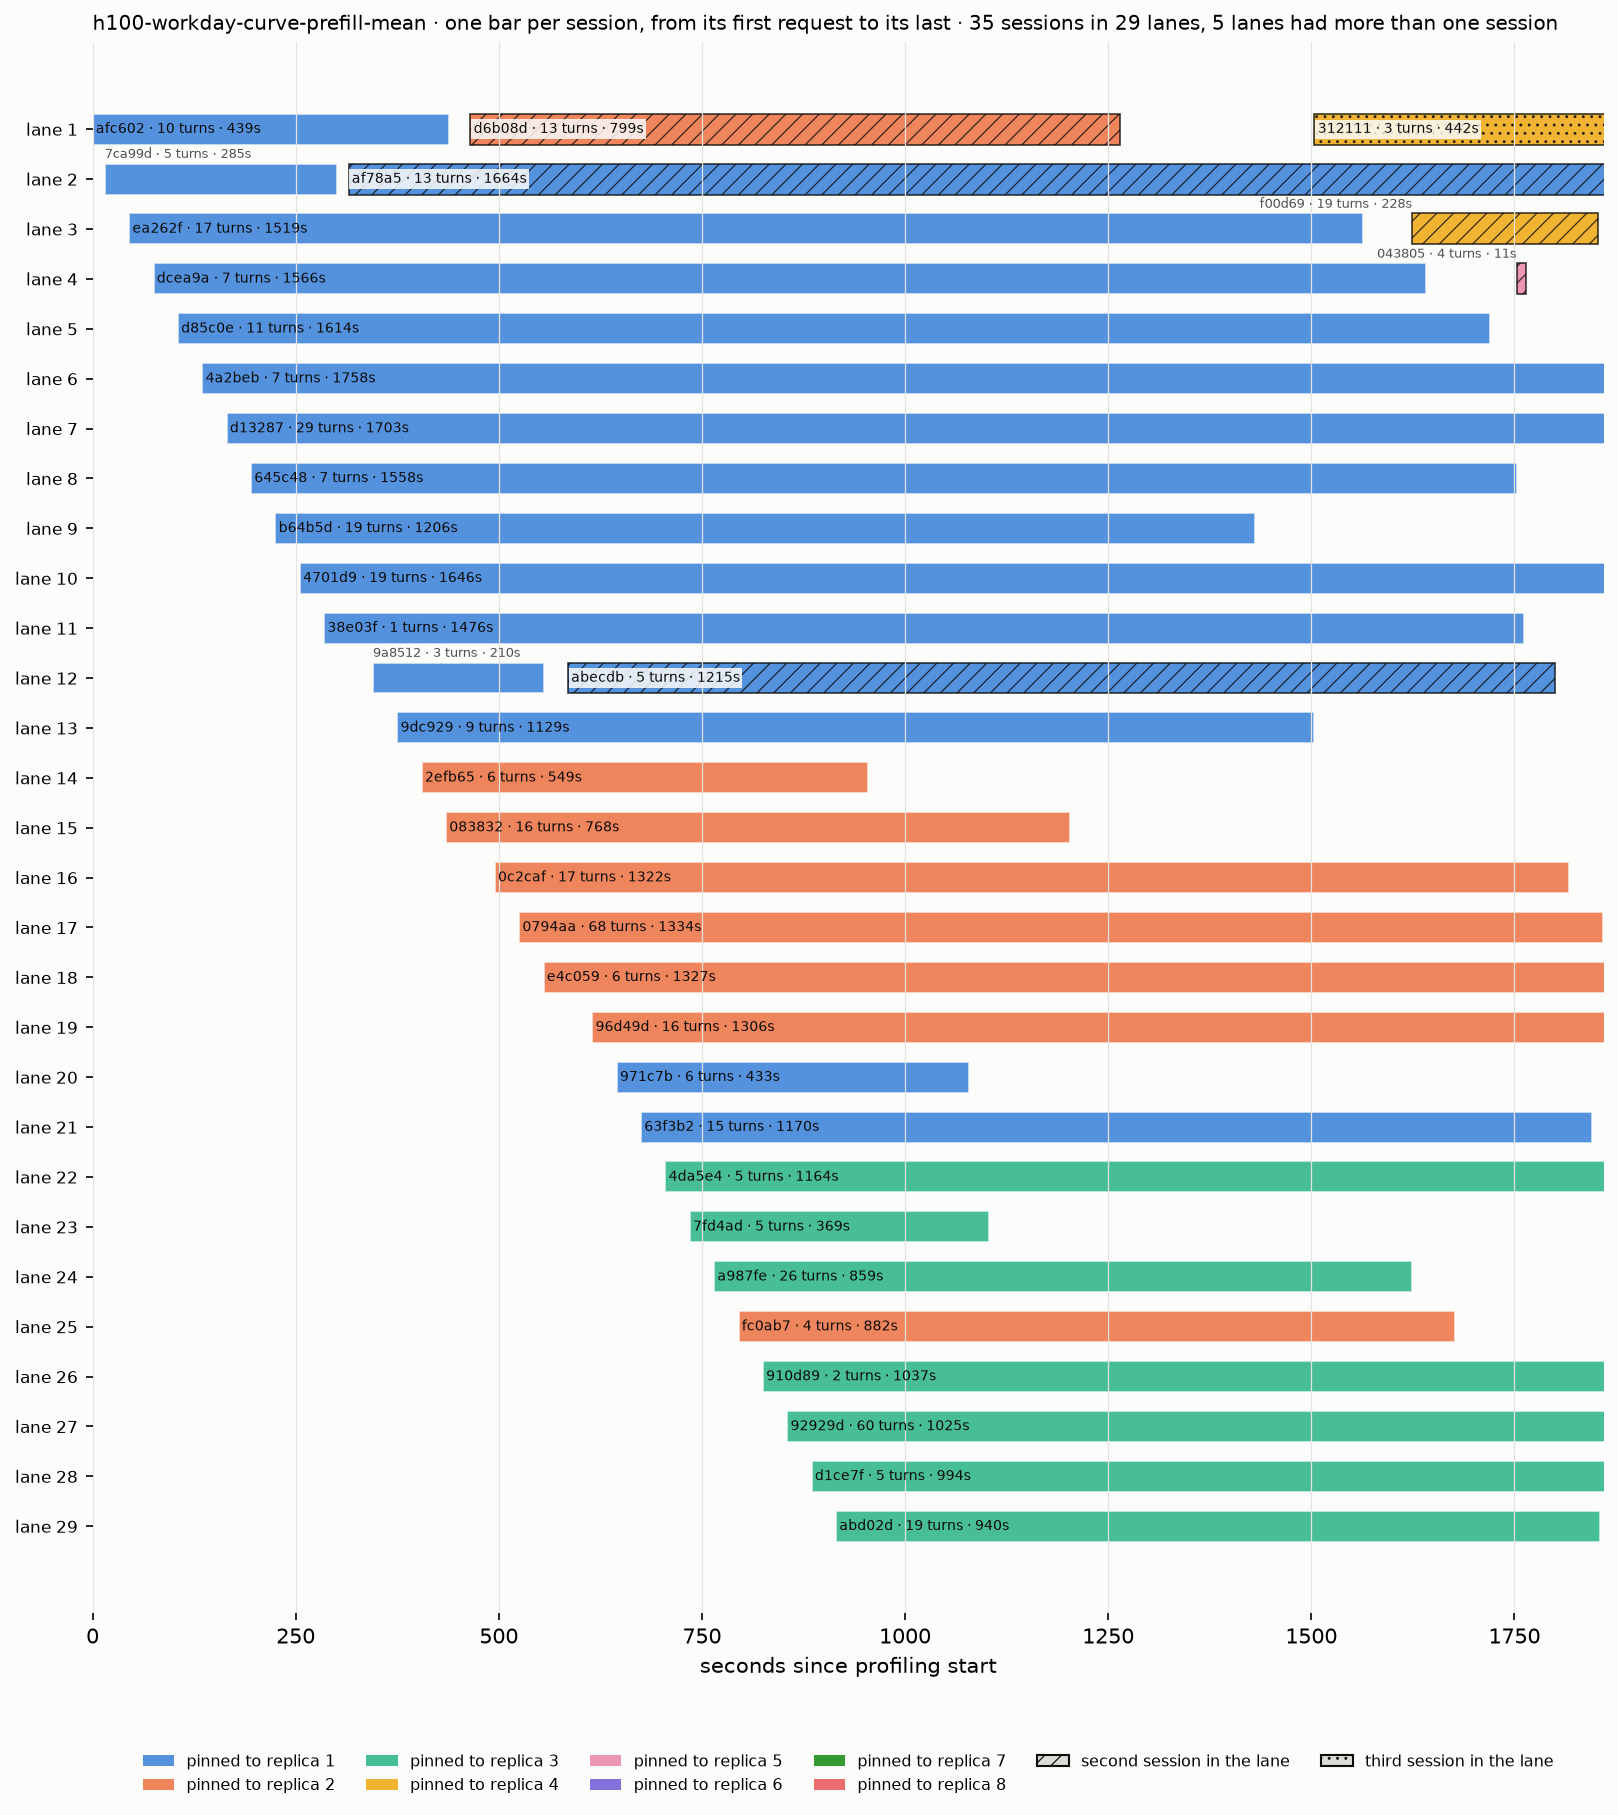 h100-workday-curve-prefill-mean · one bar per session, from its first request to its last · 35 sessions in 29 lanes, 5 lanes had more than one session
lane 1
afc602 · 10 turns · 439s
d6b08d · 13 turns · 799s
312111 · 3 turns · 442s
7ca99d · 5 turns · 285s
lane 2
af78a5 · 13 turns · 1664s
f00d69 · 19 turns · 228s
lane 3
ea262f · 17 turns · 1519s
043805 · 4 turns · 11s
lane 4
dcea9a · 7 turns · 1566s
lane 5
d85c0e · 11 turns · 1614s
lane 6
4a2beb · 7 turns · 1758s
lane 7
d13287 · 29 turns · 1703s
lane 8
645c48 · 7 turns · 1558s
lane 9
b64b5d · 19 turns · 1206s
lane 10
4701d9 · 19 turns · 1646s
lane 11
38e03f · 1 turns · 1476s
9a8512 · 3 turns · 210s
lane 12
abecdb · 5 turns · 1215s
lane 13
9dc929 · 9 turns · 1129s
lane 14
2efb65 · 6 turns · 549s
lane 15
083832 · 16 turns · 768s
lane 16
0c2caf · 17 turns · 1322s
lane 17
0794aa · 68 turns · 1334s
lane 18
e4c059 · 6 turns · 1327s
lane 19
96d49d · 16 turns · 1306s
lane 20
971c7b · 6 turns · 433s
lane 21
63f3b2 · 15 turns · 1170s
lane 22
4da5e4 · 5 turns · 1164s
lane 23
7fd4ad · 5 turns · 369s
lane 24
a987fe · 26 turns · 859s
lane 25
fc0ab7 · 4 turns · 882s
lane 26
910d89 · 2 turns · 1037s
lane 27
92929d · 60 turns · 1025s
lane 28
d1ce7f · 5 turns · 994s
lane 29
abd02d · 19 turns · 940s
0 250 500 750 1000 1250 1500 1750
seconds since profiling start
pinned to replica 1
pinned to replica 2
pinned to replica 3
pinned to replica 4
pinned to replica 5
pinned to replica 6
pinned to replica 7
pinned to replica 8
second session in the lane
third session in the lane